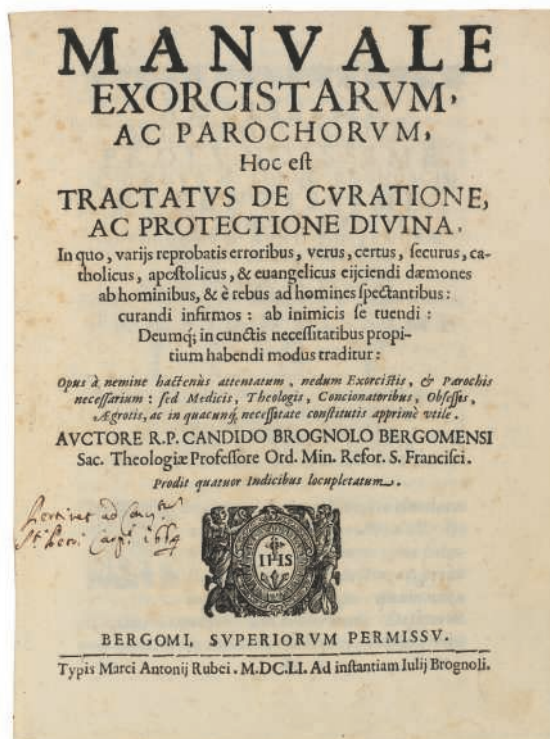 MANVALE
EXORCISTARVM,
AC PAROCHORVM,
Hoc eſt
TRACTATVS DE CVRATIONE,
AC PROTECTIONE DIVINA.
In quo, varijs reprobatis erroribus, verus, certus, ſecurus, ca-
tholicus, apoſtolicus, & euangelicus eijciendi dæmones
ab hominibus, & è rebus ad homines ſpectantibus:
curandi infirmos: ab inimicis ſe tuendi:
Deumq; in cunctis neceſſitatibus propi-
tium habendi modus traditur:
Opus à nemine hactenùs attentatum, nedum Exorciſtis, & Parochis
neceſſarium: ſed Medicis, Theologis, Concionatoribus, Obſeſſis,
Ægrotis, ac in quacunq; neceſſitate conſtitutis apprimè vtile.
AVCTORE R.P. CANDIDO BROGNOLO BERGOMENSI
Sac. Theologiæ Profeſſore Ord. Min. Refor. S. Franciſci.
Prodit quatuor Indicibus locupletatum.
Pertinet ad
IHS
BERGOMI, SVPERIORVM PERMISSV.
Typis Marci Antonij Rubei. M.DC.LI. Ad inſtantiam Iulij Brognoli.